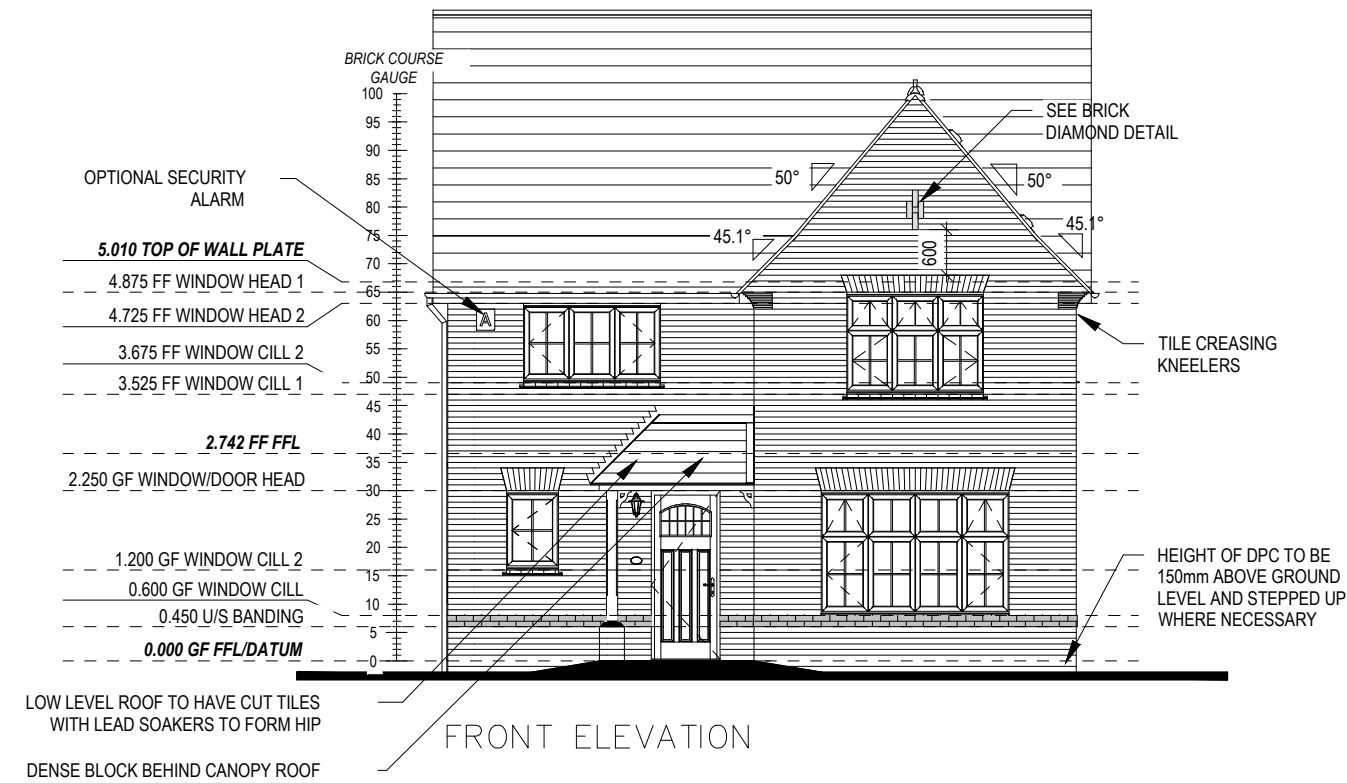 BRICK COURSE
GAUGE
100
95
90
85
80
75
70
65
60
55
50
45
40
35
30
25
20
15
10
5
0
OPTIONAL SECURITY
ALARM
5.010 TOP OF WALL PLATE
4.875 FF WINDOW HEAD 1
4.725 FF WINDOW HEAD 2
3.675 FF WINDOW CILL 2
3.525 FF WINDOW CILL 1
2.742 FF FFL
2.250 GF WINDOW/DOOR HEAD
1.200 GF WINDOW CILL 2
0.600 GF WINDOW CILL
0.450 U/S BANDING
0.000 GF FFL/DATUM
A
50°
50°
45.1°
45.1°
600
SEE BRICK
DIAMOND DETAIL
TILE CREASING
KNEELERS
HEIGHT OF DPC TO BE
150mm ABOVE GROUND
LEVEL AND STEPPED UP
WHERE NECESSARY
LOW LEVEL ROOF TO HAVE CUT TILES
WITH LEAD SOAKERS TO FORM HIP
DENSE BLOCK BEHIND CANOPY ROOF
FRONT ELEVATION